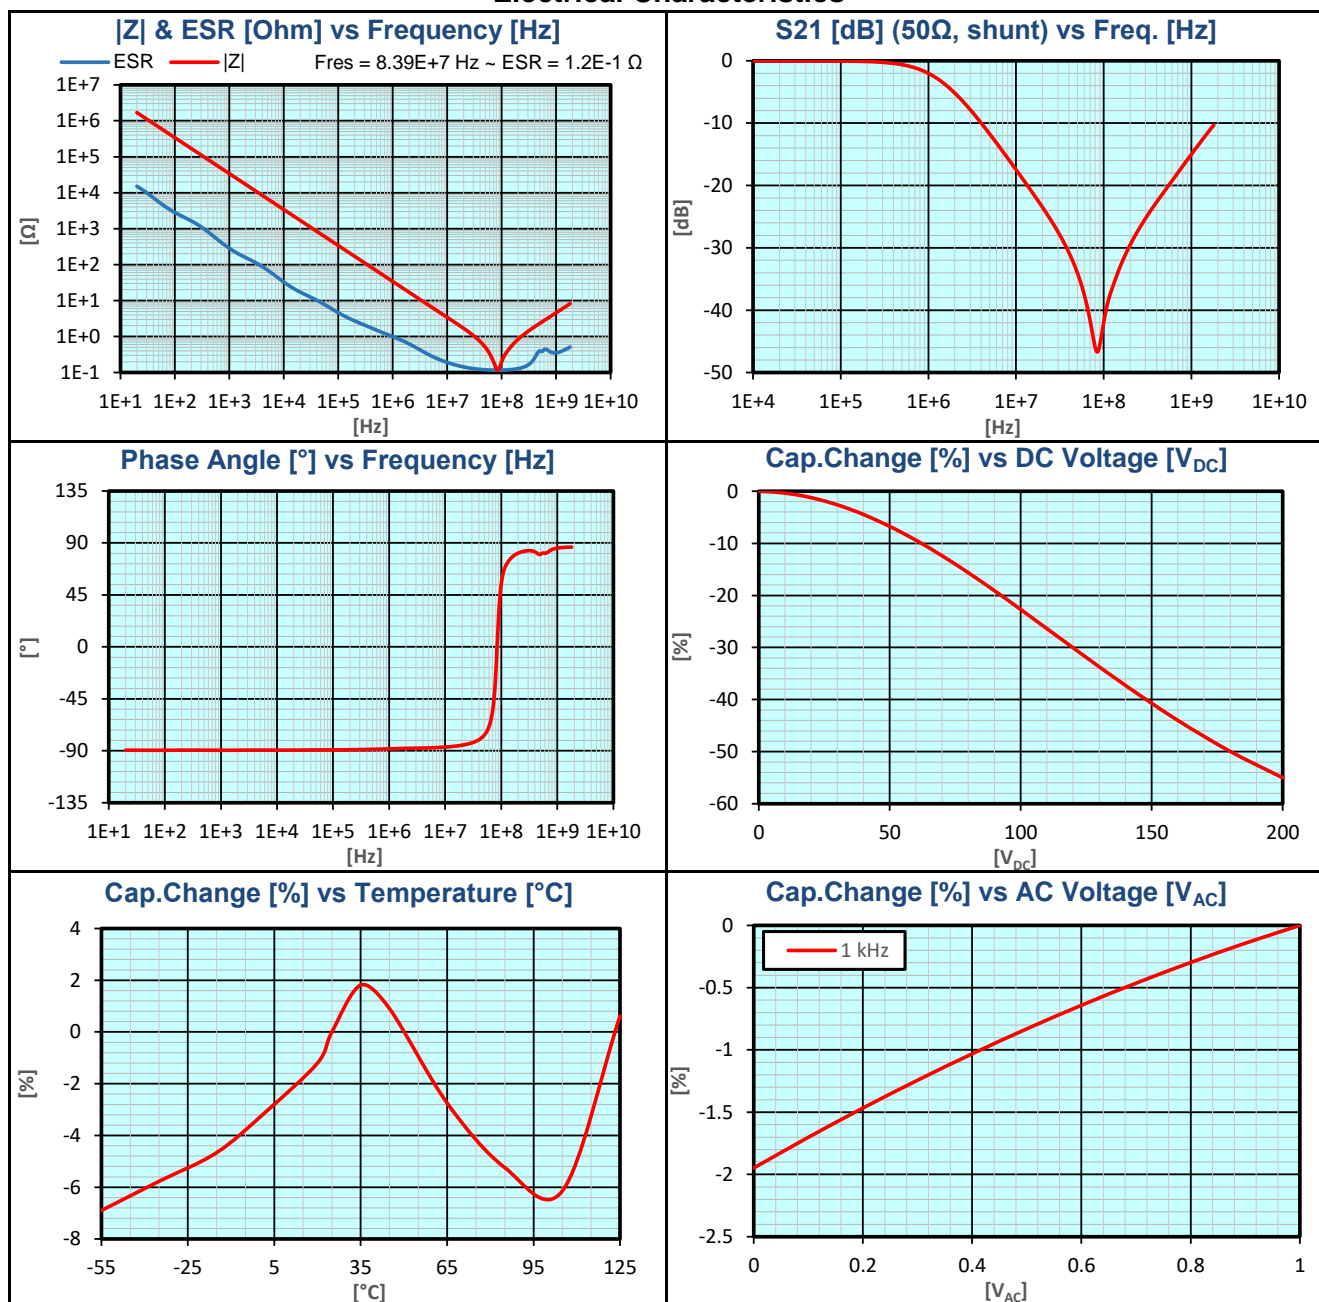 |Z| & ESR [Ohm] vs Frequency [Hz]
ESR |Z| Fres = 8.39E+7 Hz ~ ESR = 1.2E-1 Ω
1E+7
1E+6
1E+5
1E+4
1E+3
1E+2
1E+1
1E+0
1E-1
[Ω]
1E+1 1E+2 1E+3 1E+4 1E+5 1E+6 1E+7 1E+8 1E+9 1E+10
[Hz]
S21 [dB] (50Ω, shunt) vs Freq. [Hz]
0
-10
-20
-30
-40
-50
[dB]
1E+4 1E+5 1E+6 1E+7 1E+8 1E+9 1E+10
[Hz]
Phase Angle [°] vs Frequency [Hz]
135
90
45
0
-45
-90
-135
[°]
1E+1 1E+2 1E+3 1E+4 1E+5 1E+6 1E+7 1E+8 1E+9 1E+10
[Hz]
Cap.Change [%] vs DC Voltage [VDC]
0
-10
-20
-30
-40
-50
-60
[%]
0 50 100 150 200
[VDC]
Cap.Change [%] vs Temperature [°C]
4
2
0
-2
-4
-6
-8
[%]
-55 -25 5 35 65 95 125
[°C]
Cap.Change [%] vs AC Voltage [VAC]
1 kHz
0
-0.5
-1
-1.5
-2
-2.5
[%]
0 0.2 0.4 0.6 0.8 1
[VAC]